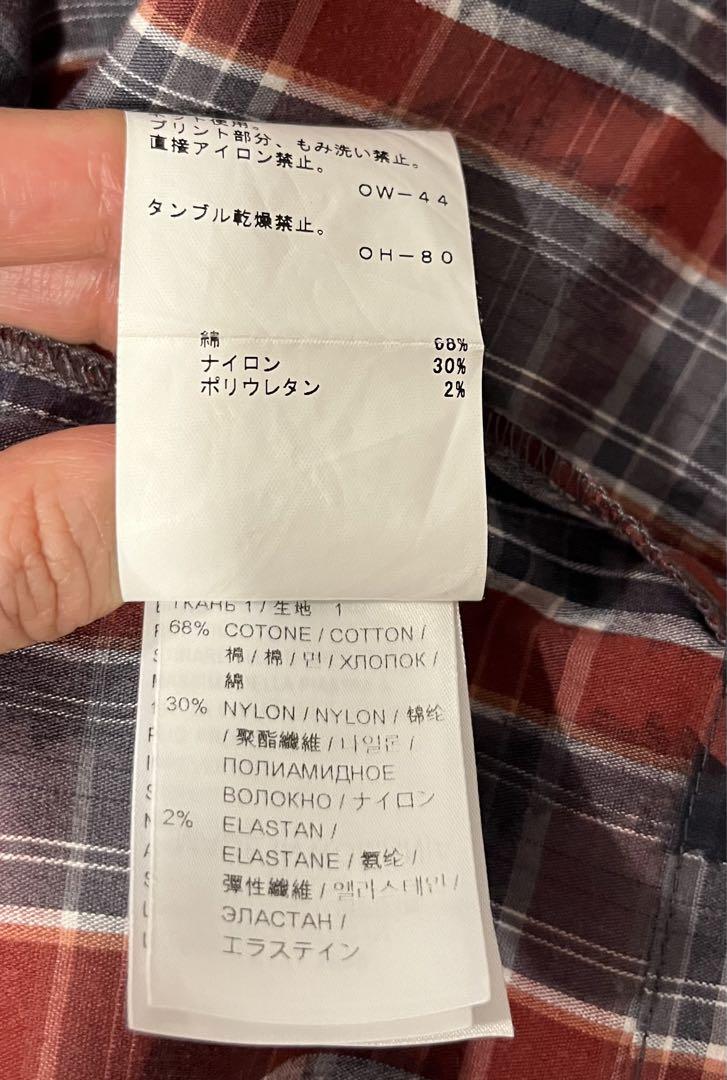 ネット使用。
プリント部分、もみ洗い禁止。
直接アイロン禁止。
OW－44
タンブル乾燥禁止。
OH－80
綿 68%
ナイロン 30%
ポリウレタン 2%
ТКАНЬ 1 / 生地 1
68% COTONE / COTTON /
棉 / 棉 / 면 / ХЛОПОК /
綿
30% NYLON / NYLON / 锦纶
/ 聚酯纖維 / 나일론 /
ПОЛИАМИДНОЕ
ВОЛОКНО / ナイロン
2% ELASTAN /
ELASTANE / 氨纶 /
彈性纖維 / 엘라스테인 /
ЭЛАСТАН /
エラステイン